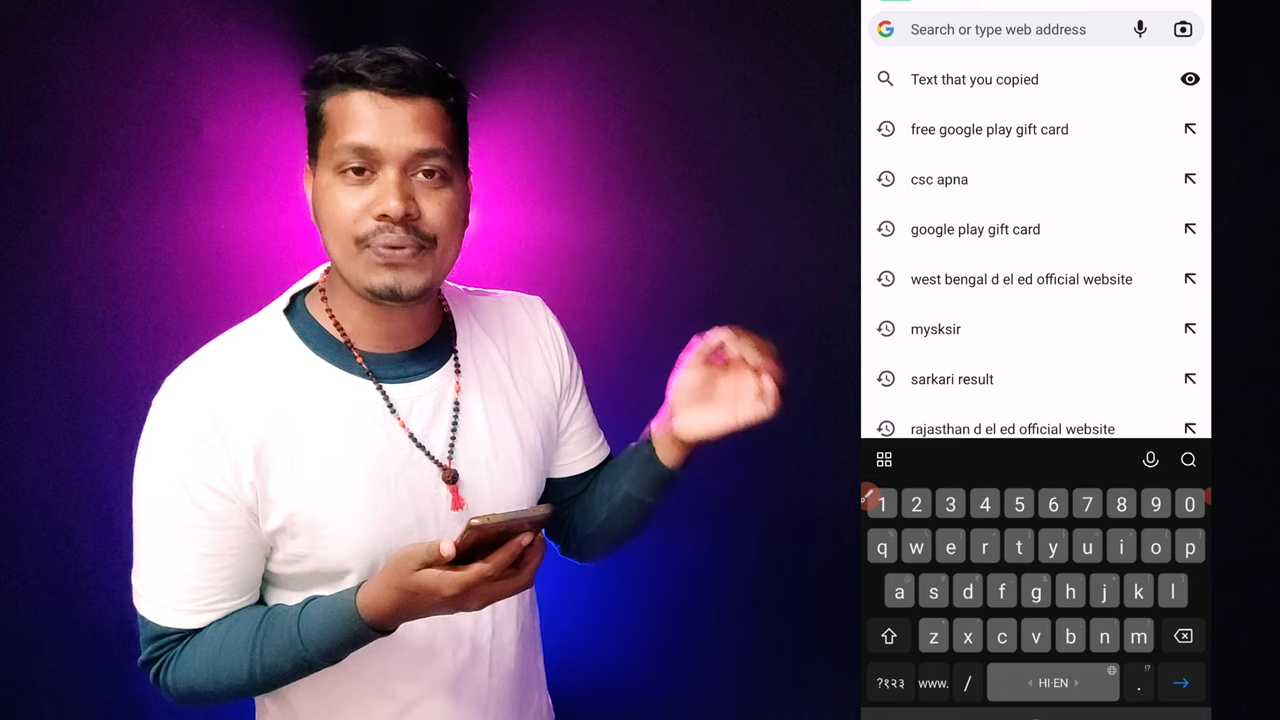 Search or type web address
Text that you copied
free google play gift card
csc apna
google play gift card
west bengal d el ed official website
mysksir
sarkari result
rajasthan d el ed official website
1 2 3 4 5 6 7 8 9 0
q w e r t y u i o p
a s d f g h j k l
z x c v b n m
?१२३ www. / HI·EN . !?